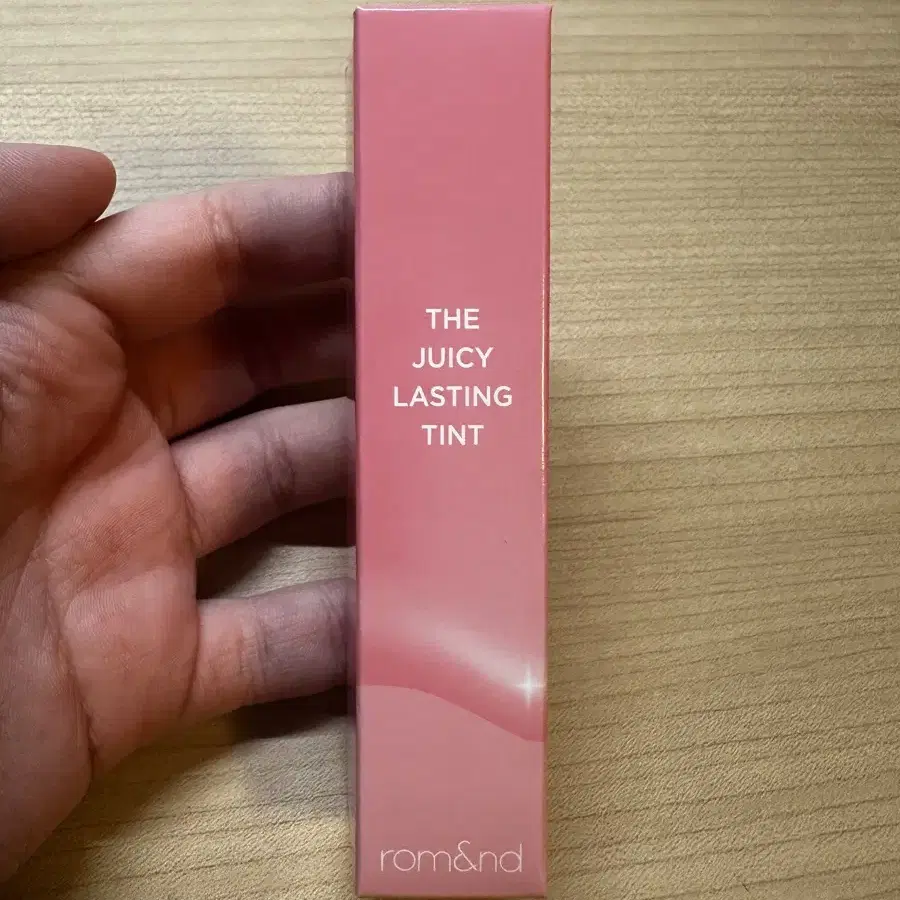 THE
JUICY
LASTING
TINT
rom&nd